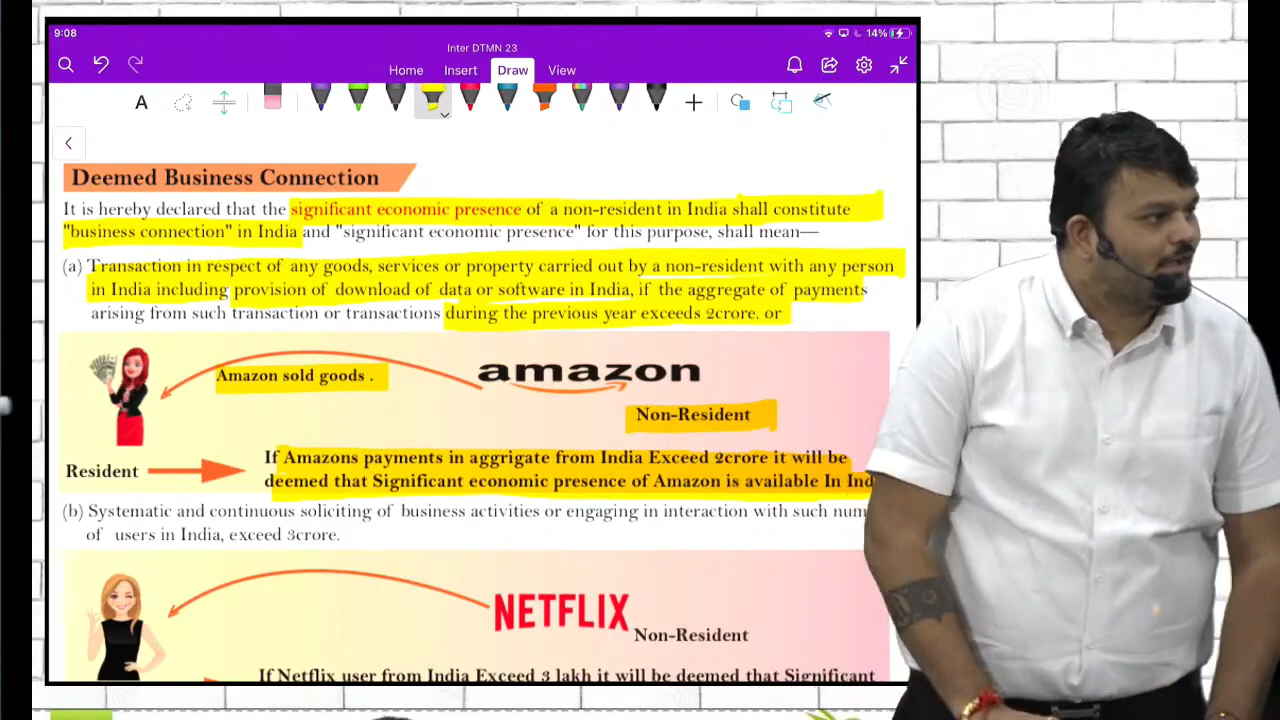 9:08
14%
Inter DTMN 23
Home Insert Draw View
A
Deemed Business Connection
It is hereby declared that the significant economic presence of a non-resident in India shall constitute
"business connection" in India and "significant economic presence" for this purpose, shall mean—
(a) Transaction in respect of any goods, services or property carried out by a non-resident with any person
in India including provision of download of data or software in India, if the aggregate of payments
arising from such transaction or transactions during the previous year exceeds 2crore. or
Amazon sold goods .
amazon
Non-Resident
If Amazons payments in aggrigate from India Exceed 2crore it will be
Resident
deemed that Significant economic presence of Amazon is available In Ind
(b) Systematic and continuous soliciting of business activities or engaging in interaction with such num
of users in India, exceed 3crore.
NETFLIX
Non-Resident
If Netflix user from India Exceed 3 lakh it will be deemed that Significant